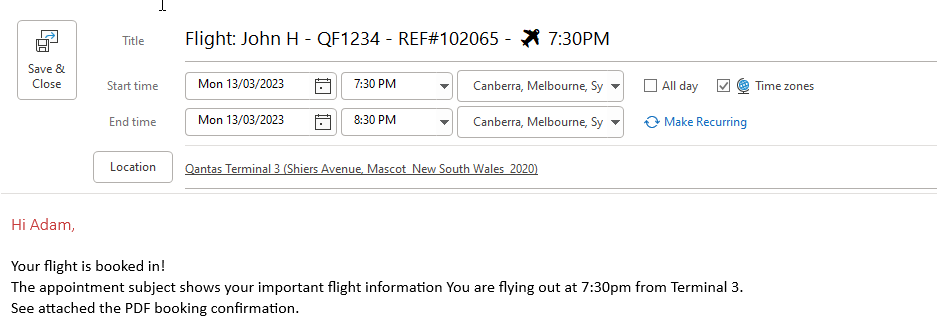 Save & Close
Title
Flight: John H - QF1234 - REF#102065 - ✈ 7:30PM
Start time
Mon 13/03/2023
7:30 PM
Canberra, Melbourne, Sy
All day
Time zones
End time
Mon 13/03/2023
8:30 PM
Canberra, Melbourne, Sy
Make Recurring
Location
Qantas Terminal 3 (Shiers Avenue, Mascot New South Wales 2020)
Hi Adam,
Your flight is booked in!
The appointment subject shows your important flight information You are flying out at 7:30pm from Terminal 3.
See attached the PDF booking confirmation.